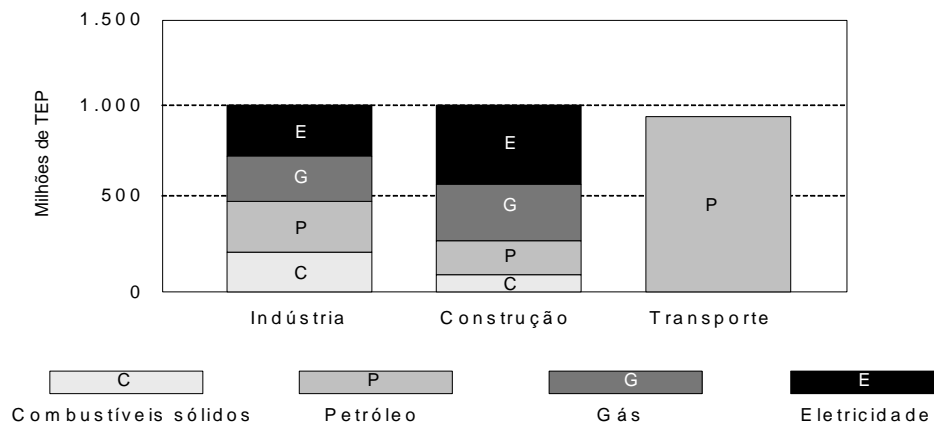 1.500
1.000
500
0
Milhões de TEP
E
G
P
C
E
G
P
C
P
Indústria Construção Transporte
C P G E
Combustíveis sólidos Petróleo Gás Eletricidade